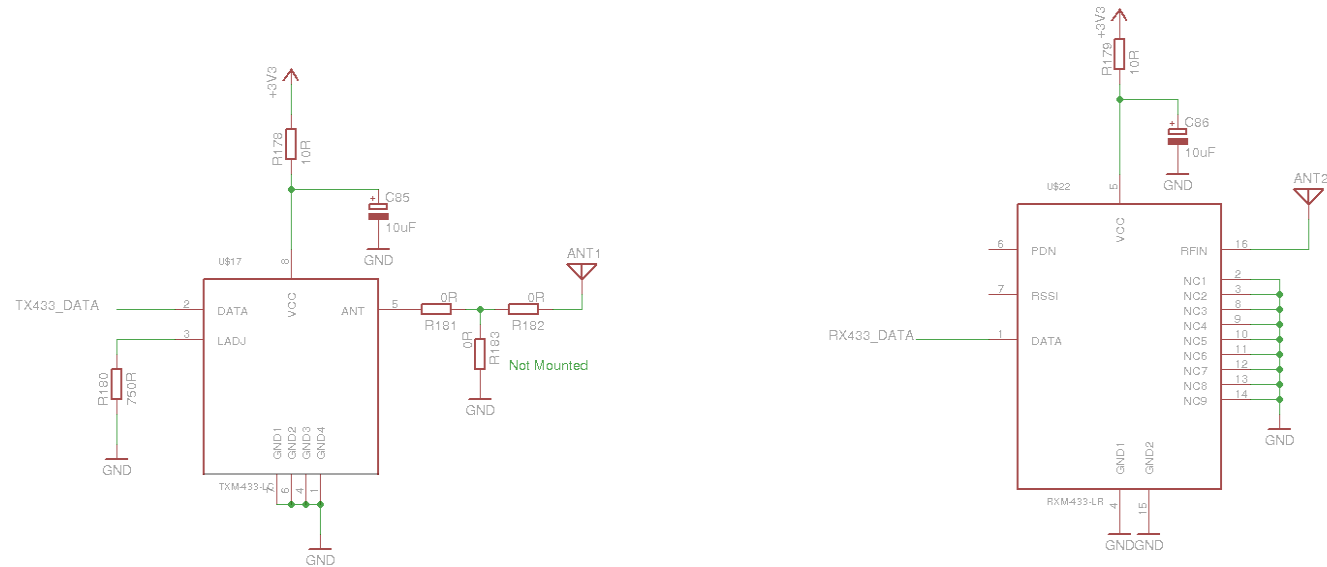 +3V3
R178
10R
+
C85
10uF
GND
U$17
8
VCC
TX433_DATA
2
DATA
3
LADJ
R180
750R
GND
ANT
5
0R
R181
0R
R182
ANT1
0R
R183
Not Mounted
GND
GND1
GND2
GND3
GND4
TXM-433-LC
7
6
4
1
GND
+3V3
R179
10R
+
C86
10uF
GND
U$22
5
VCC
ANT2
6
PDN
RFIN
16
7
RSSI
RX433_DATA
1
DATA
NC1
2
NC2
3
NC3
8
NC4
9
NC5
10
NC6
11
NC7
12
NC8
13
NC9
14
GND
GND1
GND2
RXM-433-LR
4
15
GND
GND